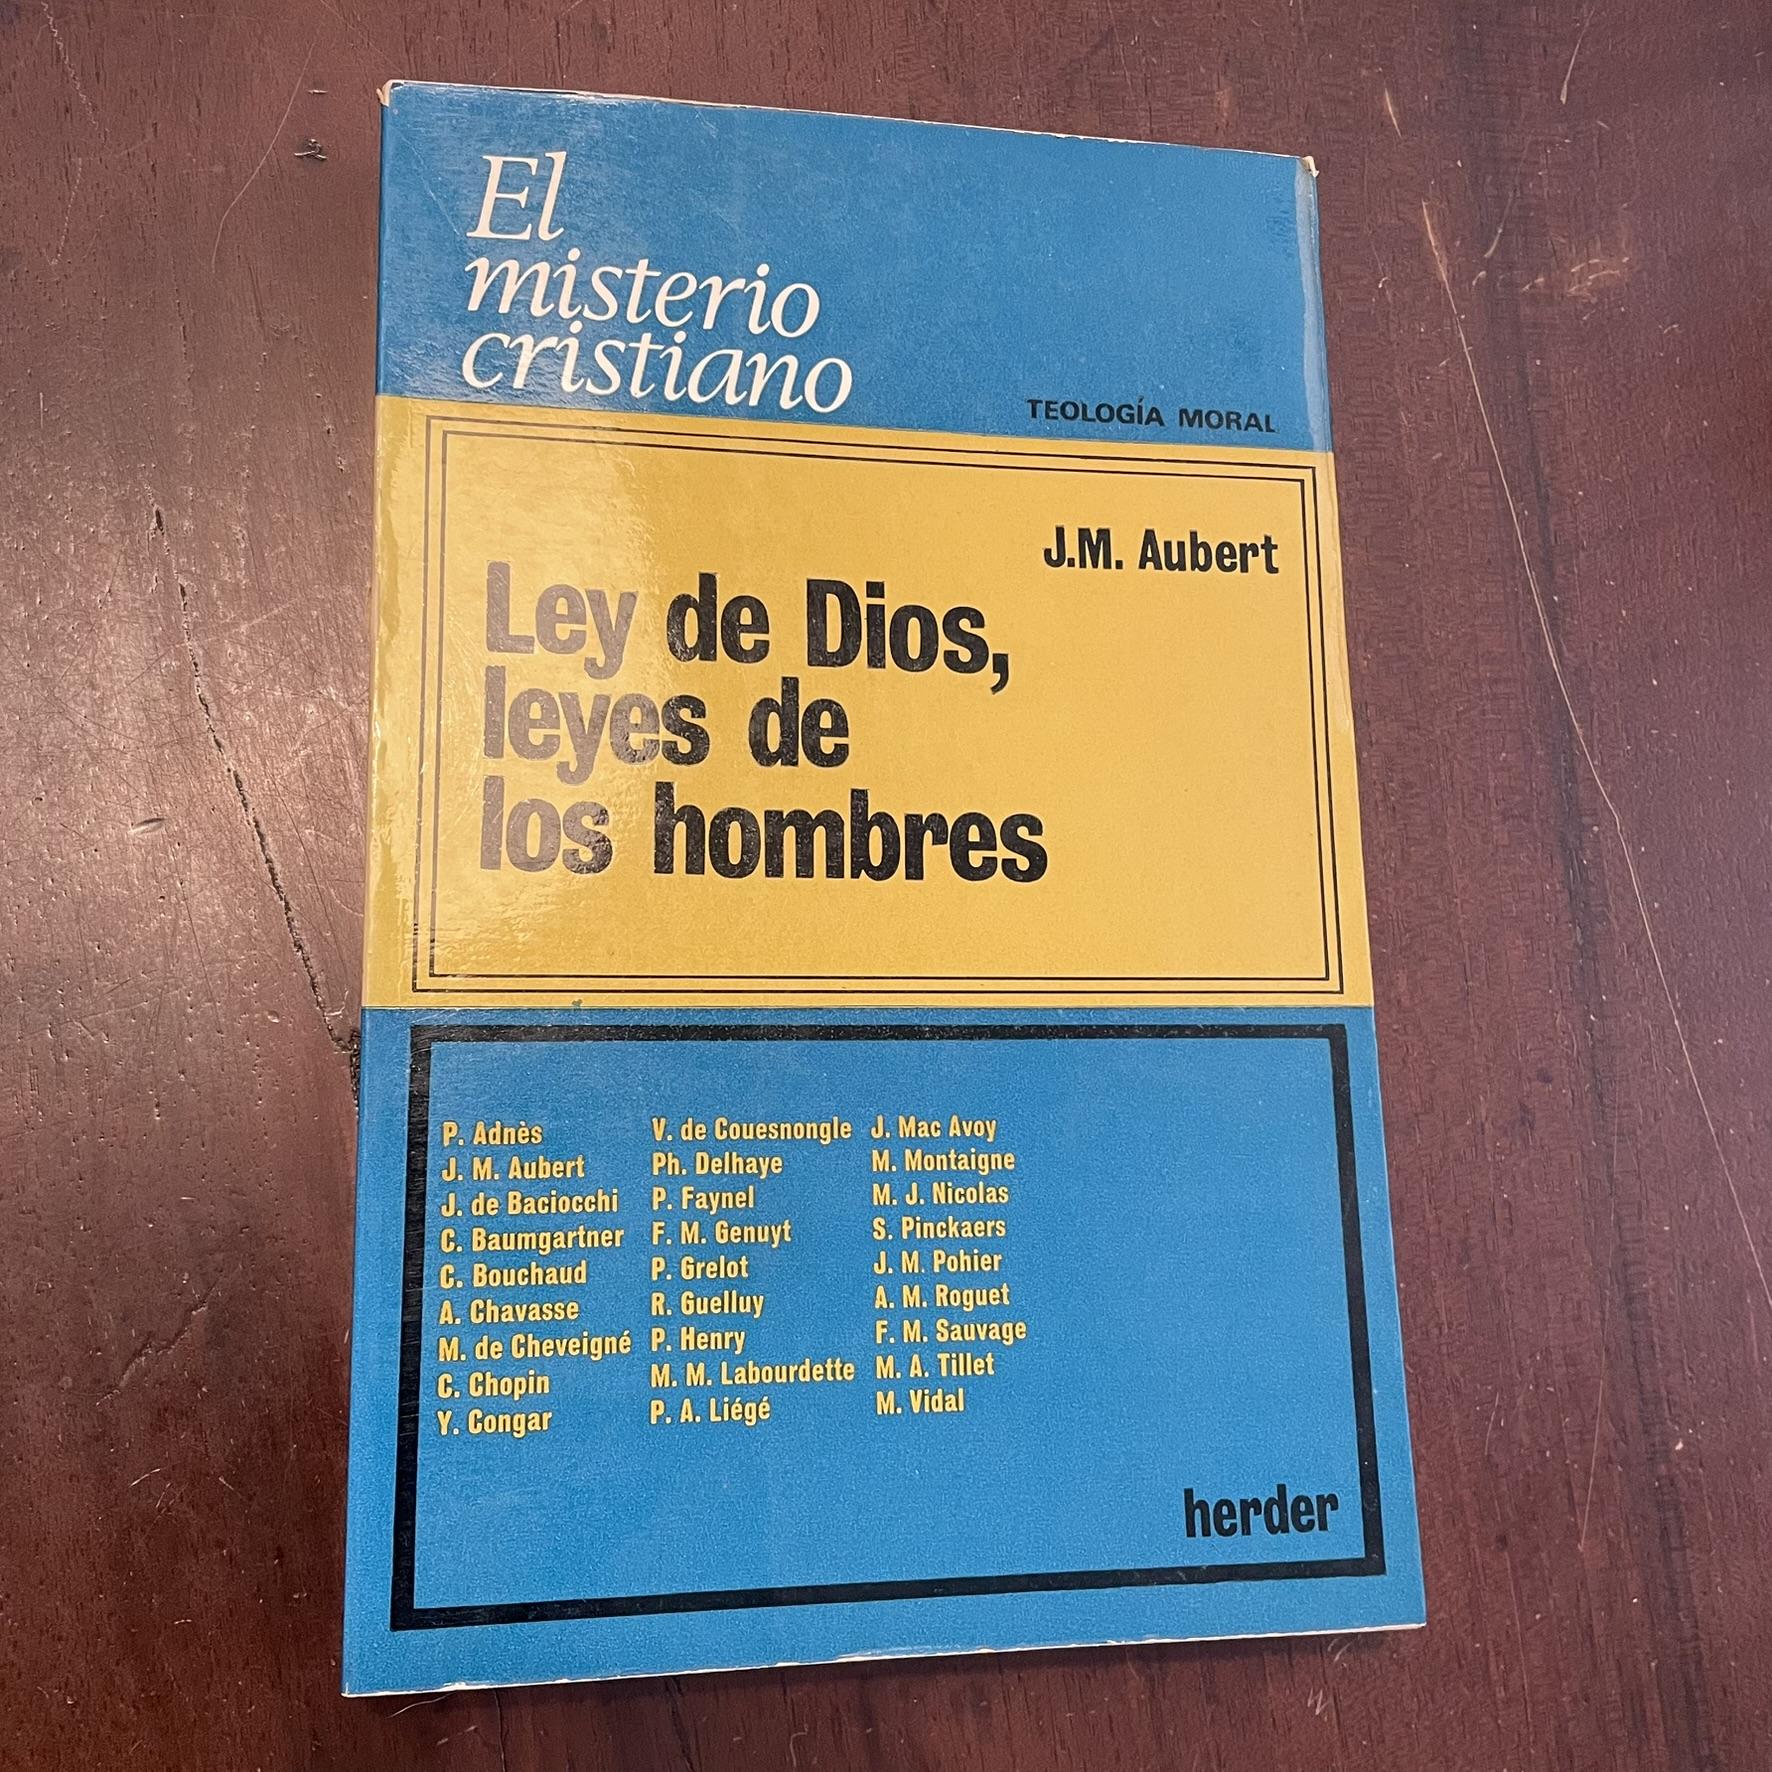 El
misterio
cristiano
TEOLOGÍA MORAL
J.M. Aubert
Ley de Dios,
leyes de
los hombres
P. Adnès
J. M. Aubert
J. de Baciocchi
C. Baumgartner
C. Bouchaud
A. Chavasse
M. de Cheveigné
C. Chopin
Y. Congar
V. de Couesnongle
Ph. Delhaye
P. Faynel
F. M. Genuyt
P. Grelot
R. Guelluy
P. Henry
M. M. Labourdette
P. A. Liégé
J. Mac Avoy
M. Montaigne
M. J. Nicolas
S. Pinckaers
J. M. Pohier
A. M. Roguet
F. M. Sauvage
M. A. Tillet
M. Vidal
herder